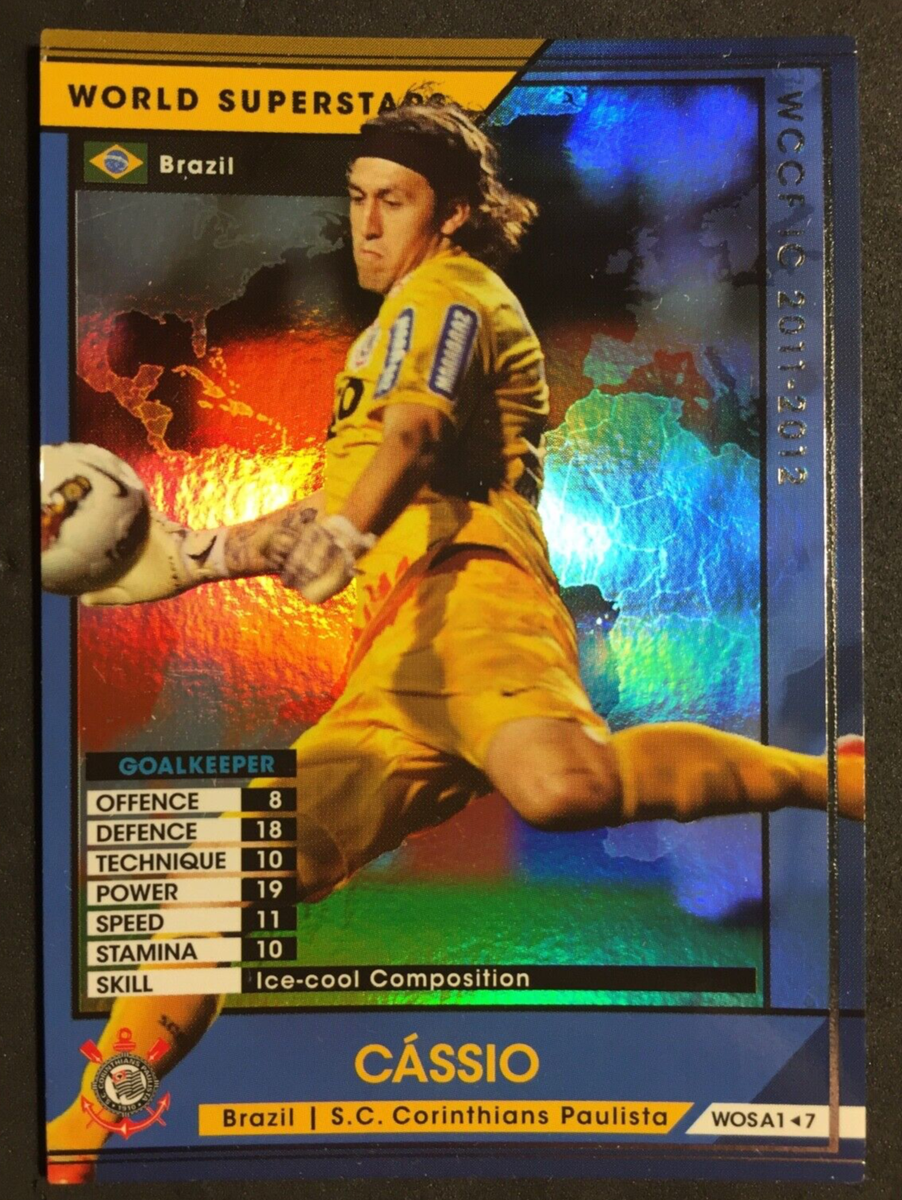 WORLD SUPERSTARS
Brazil
WCCF IC 2011-2012
GOALKEEPER
OFFENCE 8
DEFENCE 18
TECHNIQUE 10
POWER 19
SPEED 11
STAMINA 10
SKILL Ice-cool Composition
CÁSSIO
Brazil | S.C. Corinthians Paulista
WOSA1◄7